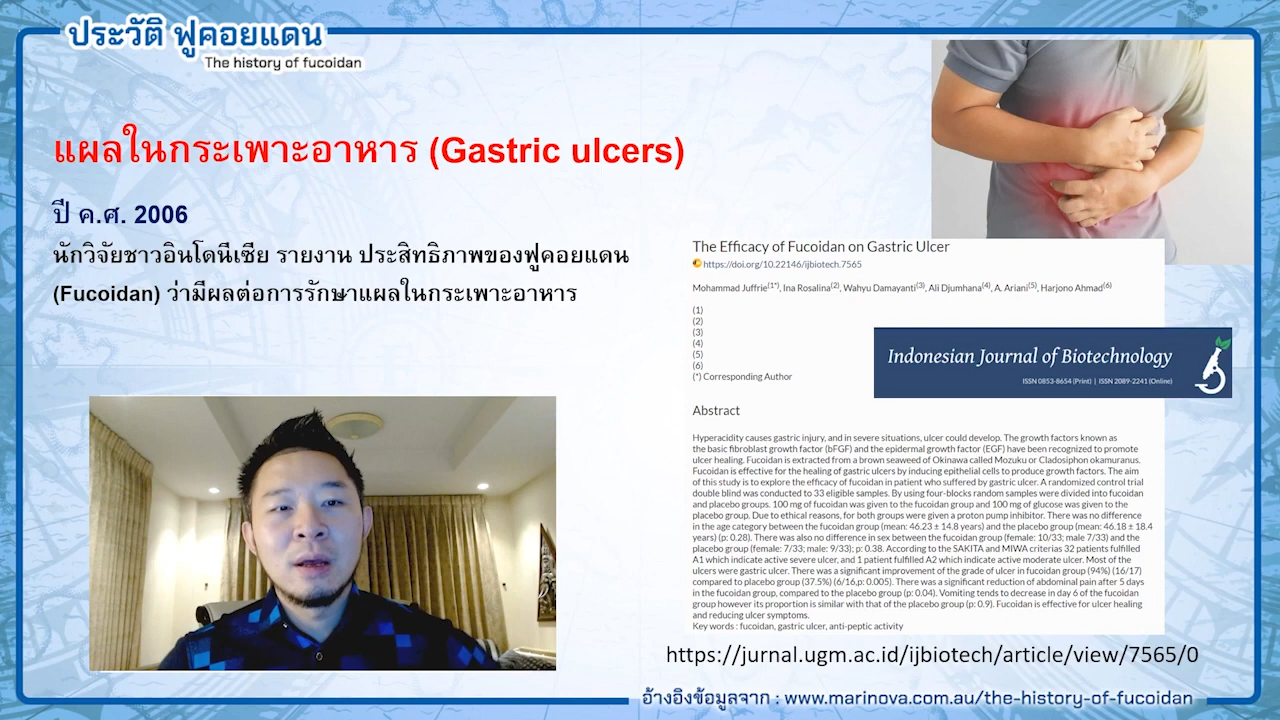 ประวัติ ฟูคอยแดน
The history of fucoidan
แผลในกระเพาะอาหาร (Gastric ulcers)
ปี ค.ศ. 2006
นักวิจัยชาวอินโดนีเซีย รายงาน ประสิทธิภาพของฟูคอยแดน
(Fucoidan) ว่ามีผลต่อการรักษาแผลในกระเพาะอาหาร
The Efficacy of Fucoidan on Gastric Ulcer
https://doi.org/10.22146/ijbiotech.7565
Mohammad Juffrie(1*), Ina Rosalina(2), Wahyu Damayanti(3), Ali Djumhana(4), A. Ariani(5), Harjono Ahmad(6)
(1)
(2)
(3)
(4)
(5)
(6)
(*) Corresponding Author
Indonesian Journal of Biotechnology
ISSN 0853-8654 (Print) | ISSN 2089-2241 (Online)
Abstract
Hyperacidity causes gastric injury, and in severe situations, ulcer could develop. The growth factors known as
the basic fibroblast growth factor (bFGF) and the epidermal growth factor (EGF) have been recognized to promote
ulcer healing. Fucoidan is extracted from a brown seaweed of Okinawa called Mozuku or Cladosiphon okamuranus.
Fucoidan is effective for the healing of gastric ulcers by inducing epithelial cells to produce growth factors. The aim
of this study is to explore the efficacy of fucoidan in patient who suffered by gastric ulcer. A randomized control trial
double blind was conducted to 33 eligible samples. By using four-blocks random samples were divided into fucoidan
and placebo groups. 100 mg of fucoidan was given to the fucoidan group and 100 mg of glucose was given to the
placebo group. Due to ethical reasons, for both groups were given a proton pump inhibitor. There was no difference
in the age category between the fucoidan group (mean: 46.23 ± 14.8 years) and the placebo group (mean: 46.18 ± 18.4
years) (p: 0.28). There was also no difference in sex between the fucoidan group (female: 10/33; male 7/33) and the
placebo group (female: 7/33; male: 9/33); p: 0.38. According to the SAKITA and MIWA criterias 32 patients fulfilled
A1 which indicate active severe ulcer, and 1 patient fulfilled A2 which indicate active moderate ulcer. Most of the
ulcers were gastric ulcer. There was a significant improvement of the grade of ulcer in fucoidan group (94%) (16/17)
compared to placebo group (37.5%) (6/16,p: 0.005). There was a significant reduction of abdominal pain after 5 days
in the fucoidan group, compared to the placebo group (p: 0.04). Vomiting tends to decrease in day 6 of the fucoidan
group however its proportion is similar with that of the placebo group (p: 0.9). Fucoidan is effective for ulcer healing
and reducing ulcer symptoms.
Key words : fucoidan, gastric ulcer, anti-peptic activity
https://jurnal.ugm.ac.id/ijbiotech/article/view/7565/0
อ้างอิงข้อมูลจาก : www.marinova.com.au/the-history-of-fucoidan